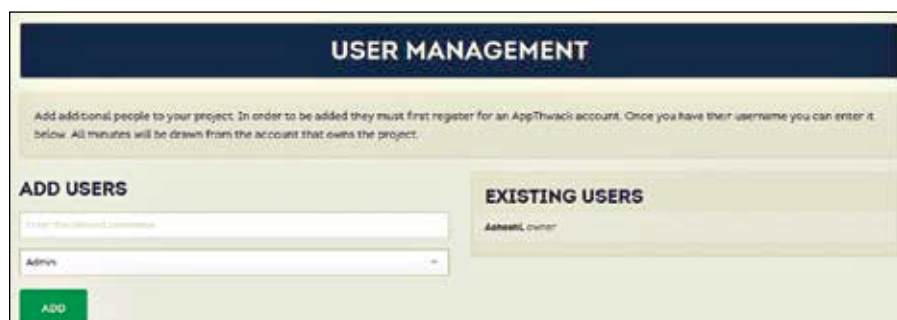 USER MANAGEMENT
Add additional people to your project. In order to be added they must first register for an AppThwack account. Once you have their username you can enter it
below. All minutes will be drawn from the account that owns the project.
ADD USERS
EXISTING USERS
owner
Admin
ADD